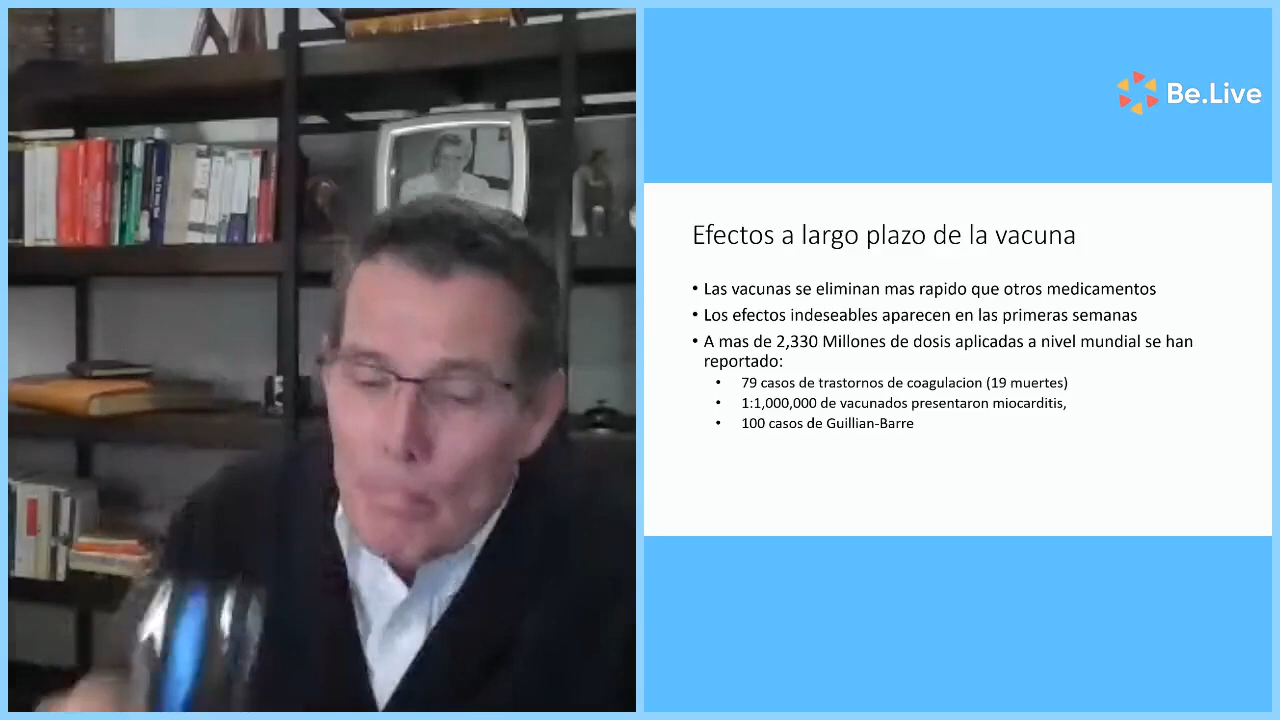 Be.Live
Efectos a largo plazo de la vacuna
• Las vacunas se eliminan mas rapido que otros medicamentos
• Los efectos indeseables aparecen en las primeras semanas
• A mas de 2,330 Millones de dosis aplicadas a nivel mundial se han
reportado:
• 79 casos de trastornos de coagulacion (19 muertes)
• 1:1,000,000 de vacunados presentaron miocarditis,
• 100 casos de Guillian-Barre